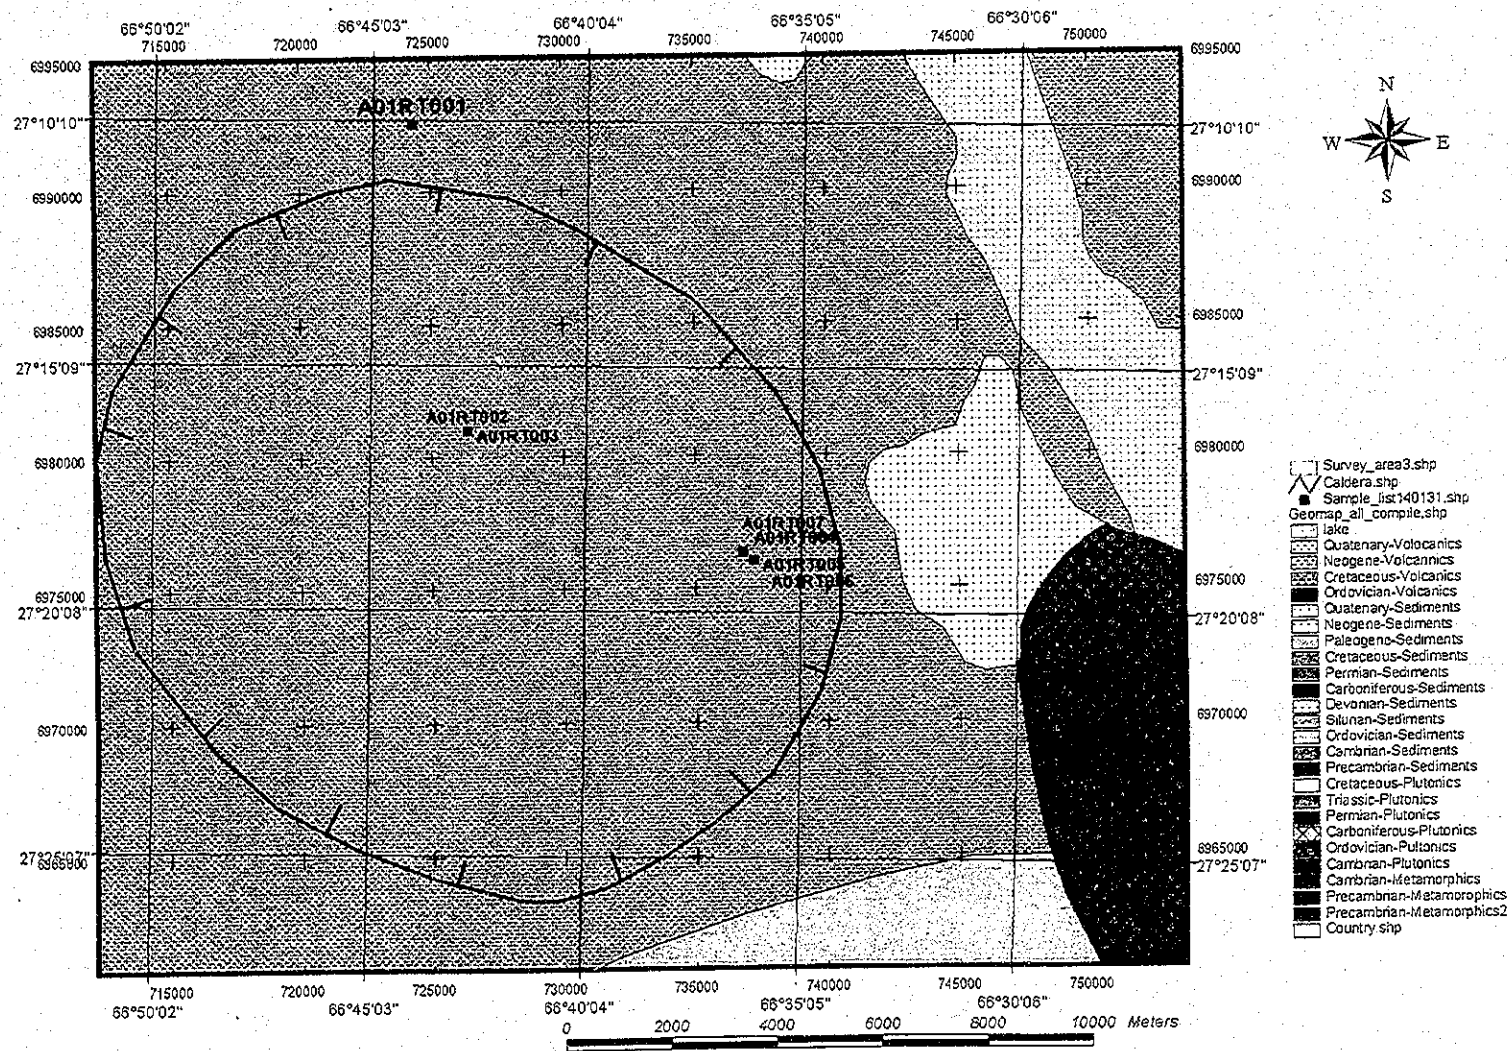 66°50'02" 66°45'03" 66°40'04" 66°35'05" 66°30'06"
715000 720000 725000 730000 735000 740000 745000 750000
6995000 6995000
A01RT001
27°10'10" 27°10'10"
N
W E
S
6990000 6990000
6985000 6985000
27°15'09" 27°15'09"
A01RT002
A01RT003
6980000 6980000
A01RT007
6975000 6975000
27°20'08" 27°20'08"
6970000 6970000
6965000
27°25'07"
Survey_area3.shp
Caldera.shp
Sample_list140131.shp
Geomap_all_compile.shp
lake
Quatenary-Volocanics
Neogene-Volcannics
Cretaceous-Volcanics
Ordovician-Volcanics
Quatenary-Sediments
Neogene-Sediments
Paleogene-Sediments
Cretaceous-Sediments
Permian-Sediments
Carboniferous-Sediments
Devonian-Sediments
Silurian-Sediments
Ordovician-Sediments
Cambrian-Sediments
Precambrian-Sediments
Cretaceous-Plutonics
Triassic-Plutonics
Permian-Plutonics
Carboniferous-Plutonics
Ordovician-Pultonics
Cambrian-Plutonics
Cambrian-Metamorphics
Precambrian-Metamorophics
Precambrian-Metamorphics2
Country.shp
715000 720000 725000 730000 735000 740000 745000 750000
66°50'02" 66°45'03" 66°40'04" 66°35'05" 66°30'06"
0 2000 4000 6000 8000 10000 Meters